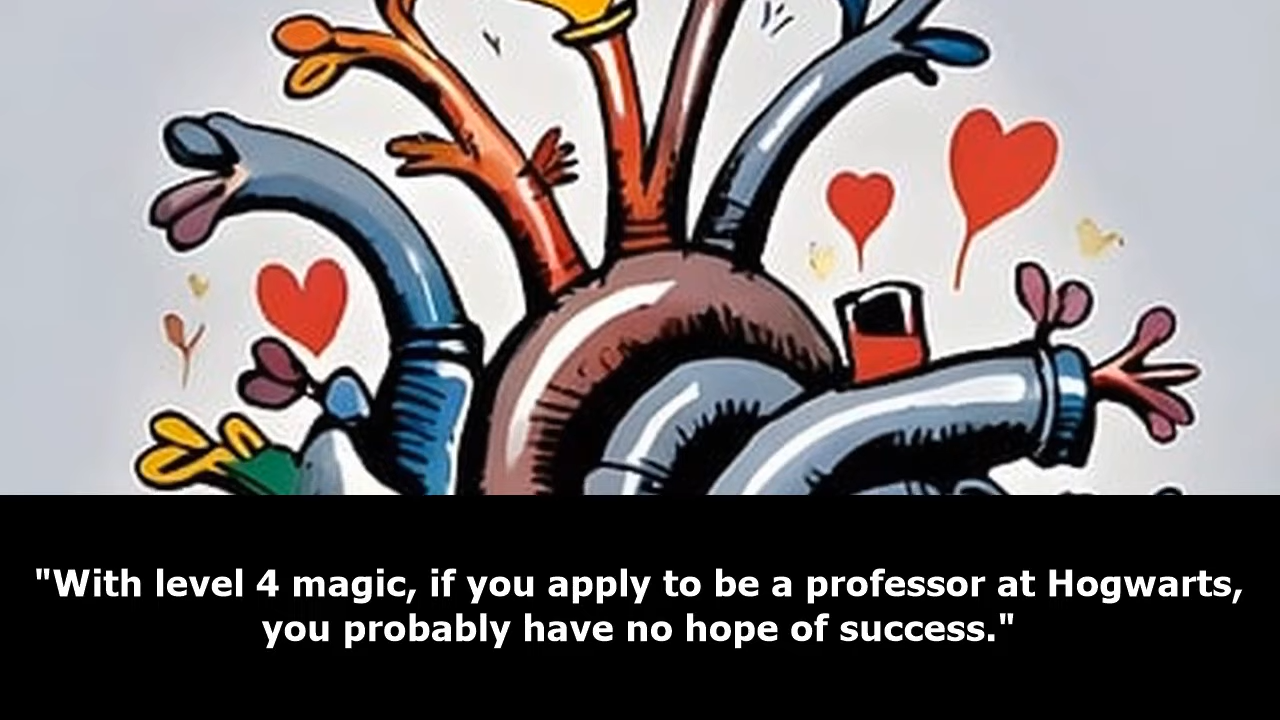 "With level 4 magic, if you apply to be a professor at Hogwarts,
you probably have no hope of success."